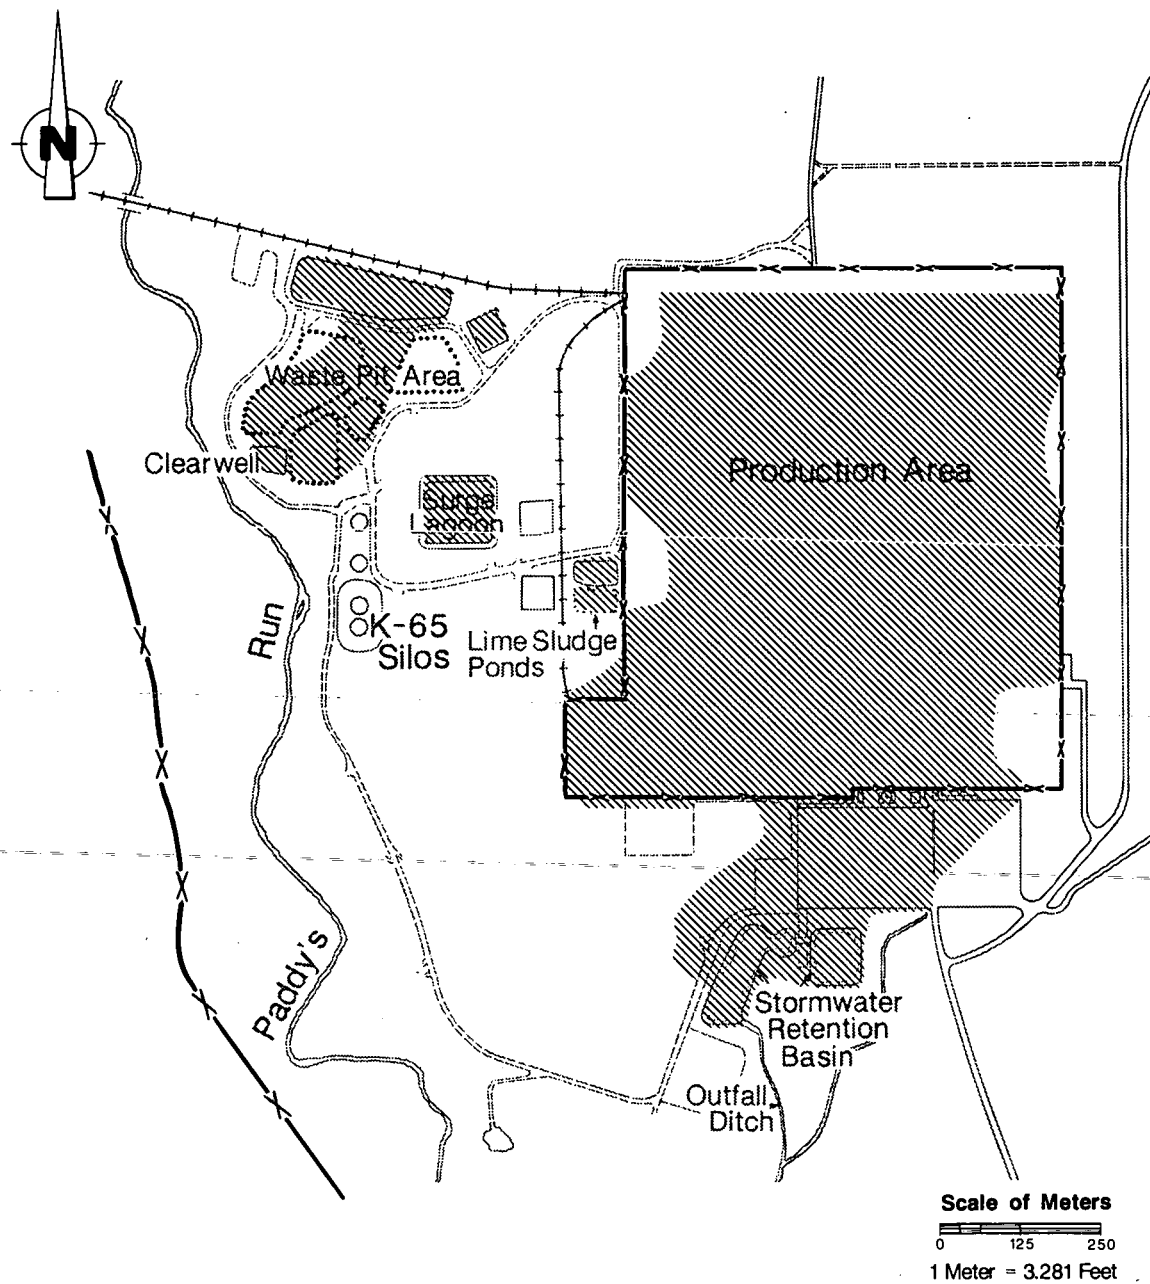 N
Waste Pit Area
Clearwell
Production Area
Surge
Lagoon
Run
K-65
Silos
Lime Sludge
Ponds
Paddy's
Stormwater
Retention
Basin
Outfall
Ditch
Scale of Meters
0 125 250
1 Meter = 3.281 Feet